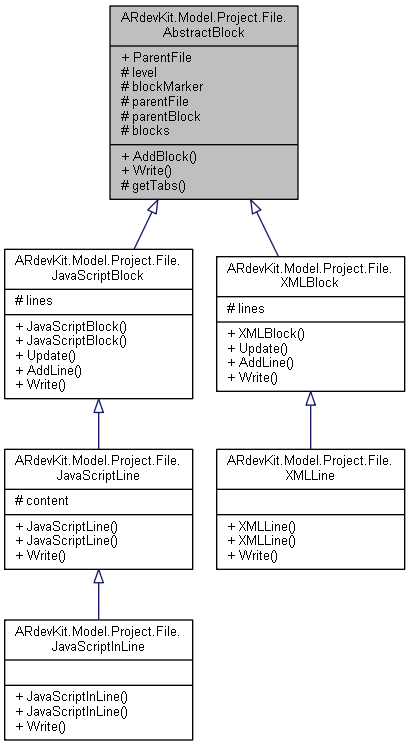 ARdevKit.Model.Project.File.
AbstractBlock
+ ParentFile
# level
# blockMarker
# parentFile
# parentBlock
# blocks
+ AddBlock()
+ Write()
# getTabs()
ARdevKit.Model.Project.File.
JavaScriptBlock
# lines
+ JavaScriptBlock()
+ JavaScriptBlock()
+ Update()
+ AddLine()
+ Write()
ARdevKit.Model.Project.File.
XMLBlock
# lines
+ XMLBlock()
+ Update()
+ AddLine()
+ Write()
ARdevKit.Model.Project.File.
JavaScriptLine
# content
+ JavaScriptLine()
+ JavaScriptLine()
+ Write()
ARdevKit.Model.Project.File.
XMLLine
+ XMLLine()
+ XMLLine()
+ Write()
ARdevKit.Model.Project.File.
JavaScriptInLine
+ JavaScriptInLine()
+ JavaScriptInLine()
+ Write()